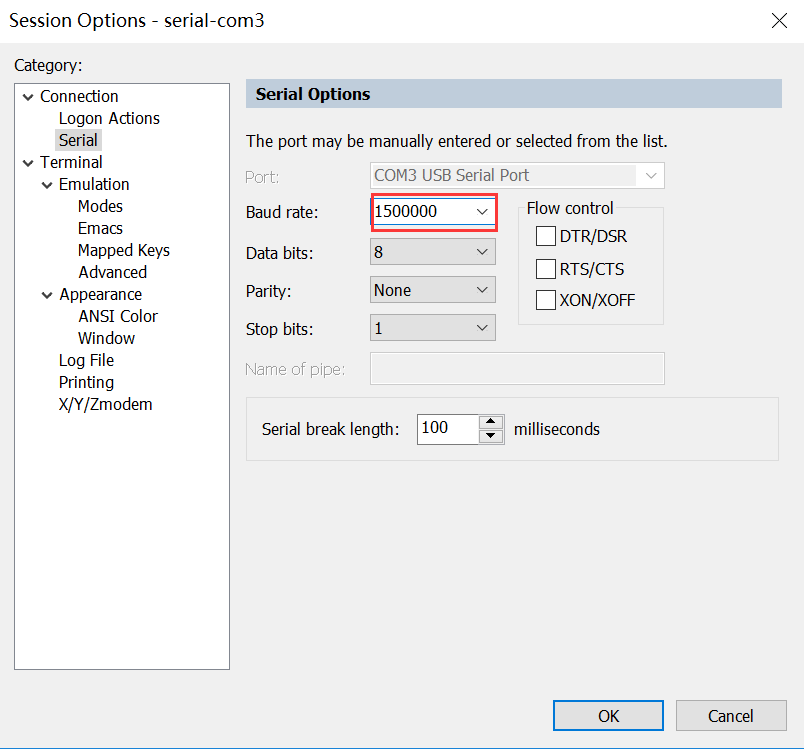 Session Options - serial-com3
Category:
Connection
Logon Actions
Serial
Terminal
Emulation
Modes
Emacs
Mapped Keys
Advanced
Appearance
ANSI Color
Window
Log File
Printing
X/Y/Zmodem
Serial Options
The port may be manually entered or selected from the list.
Port: COM3 USB Serial Port
Baud rate: 1500000
Data bits: 8
Parity: None
Stop bits: 1
Flow control
DTR/DSR
RTS/CTS
XON/XOFF
Name of pipe:
Serial break length: 100 milliseconds
OK Cancel